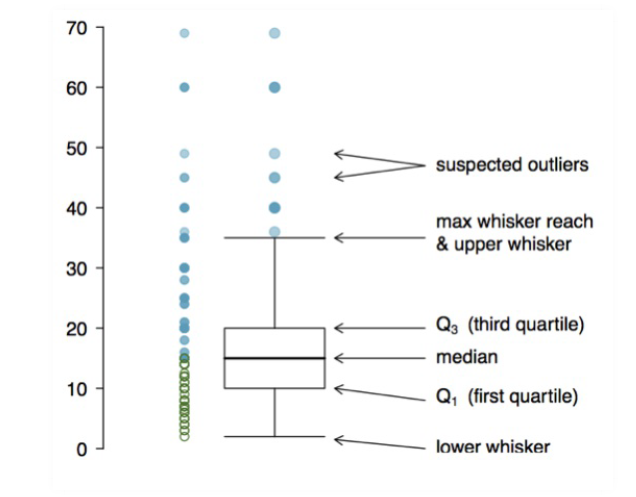 70
60
50
40
30
20
10
0
suspected outliers
max whisker reach
& upper whisker
Q3 (third quartile)
median
Q1 (first quartile)
lower whisker